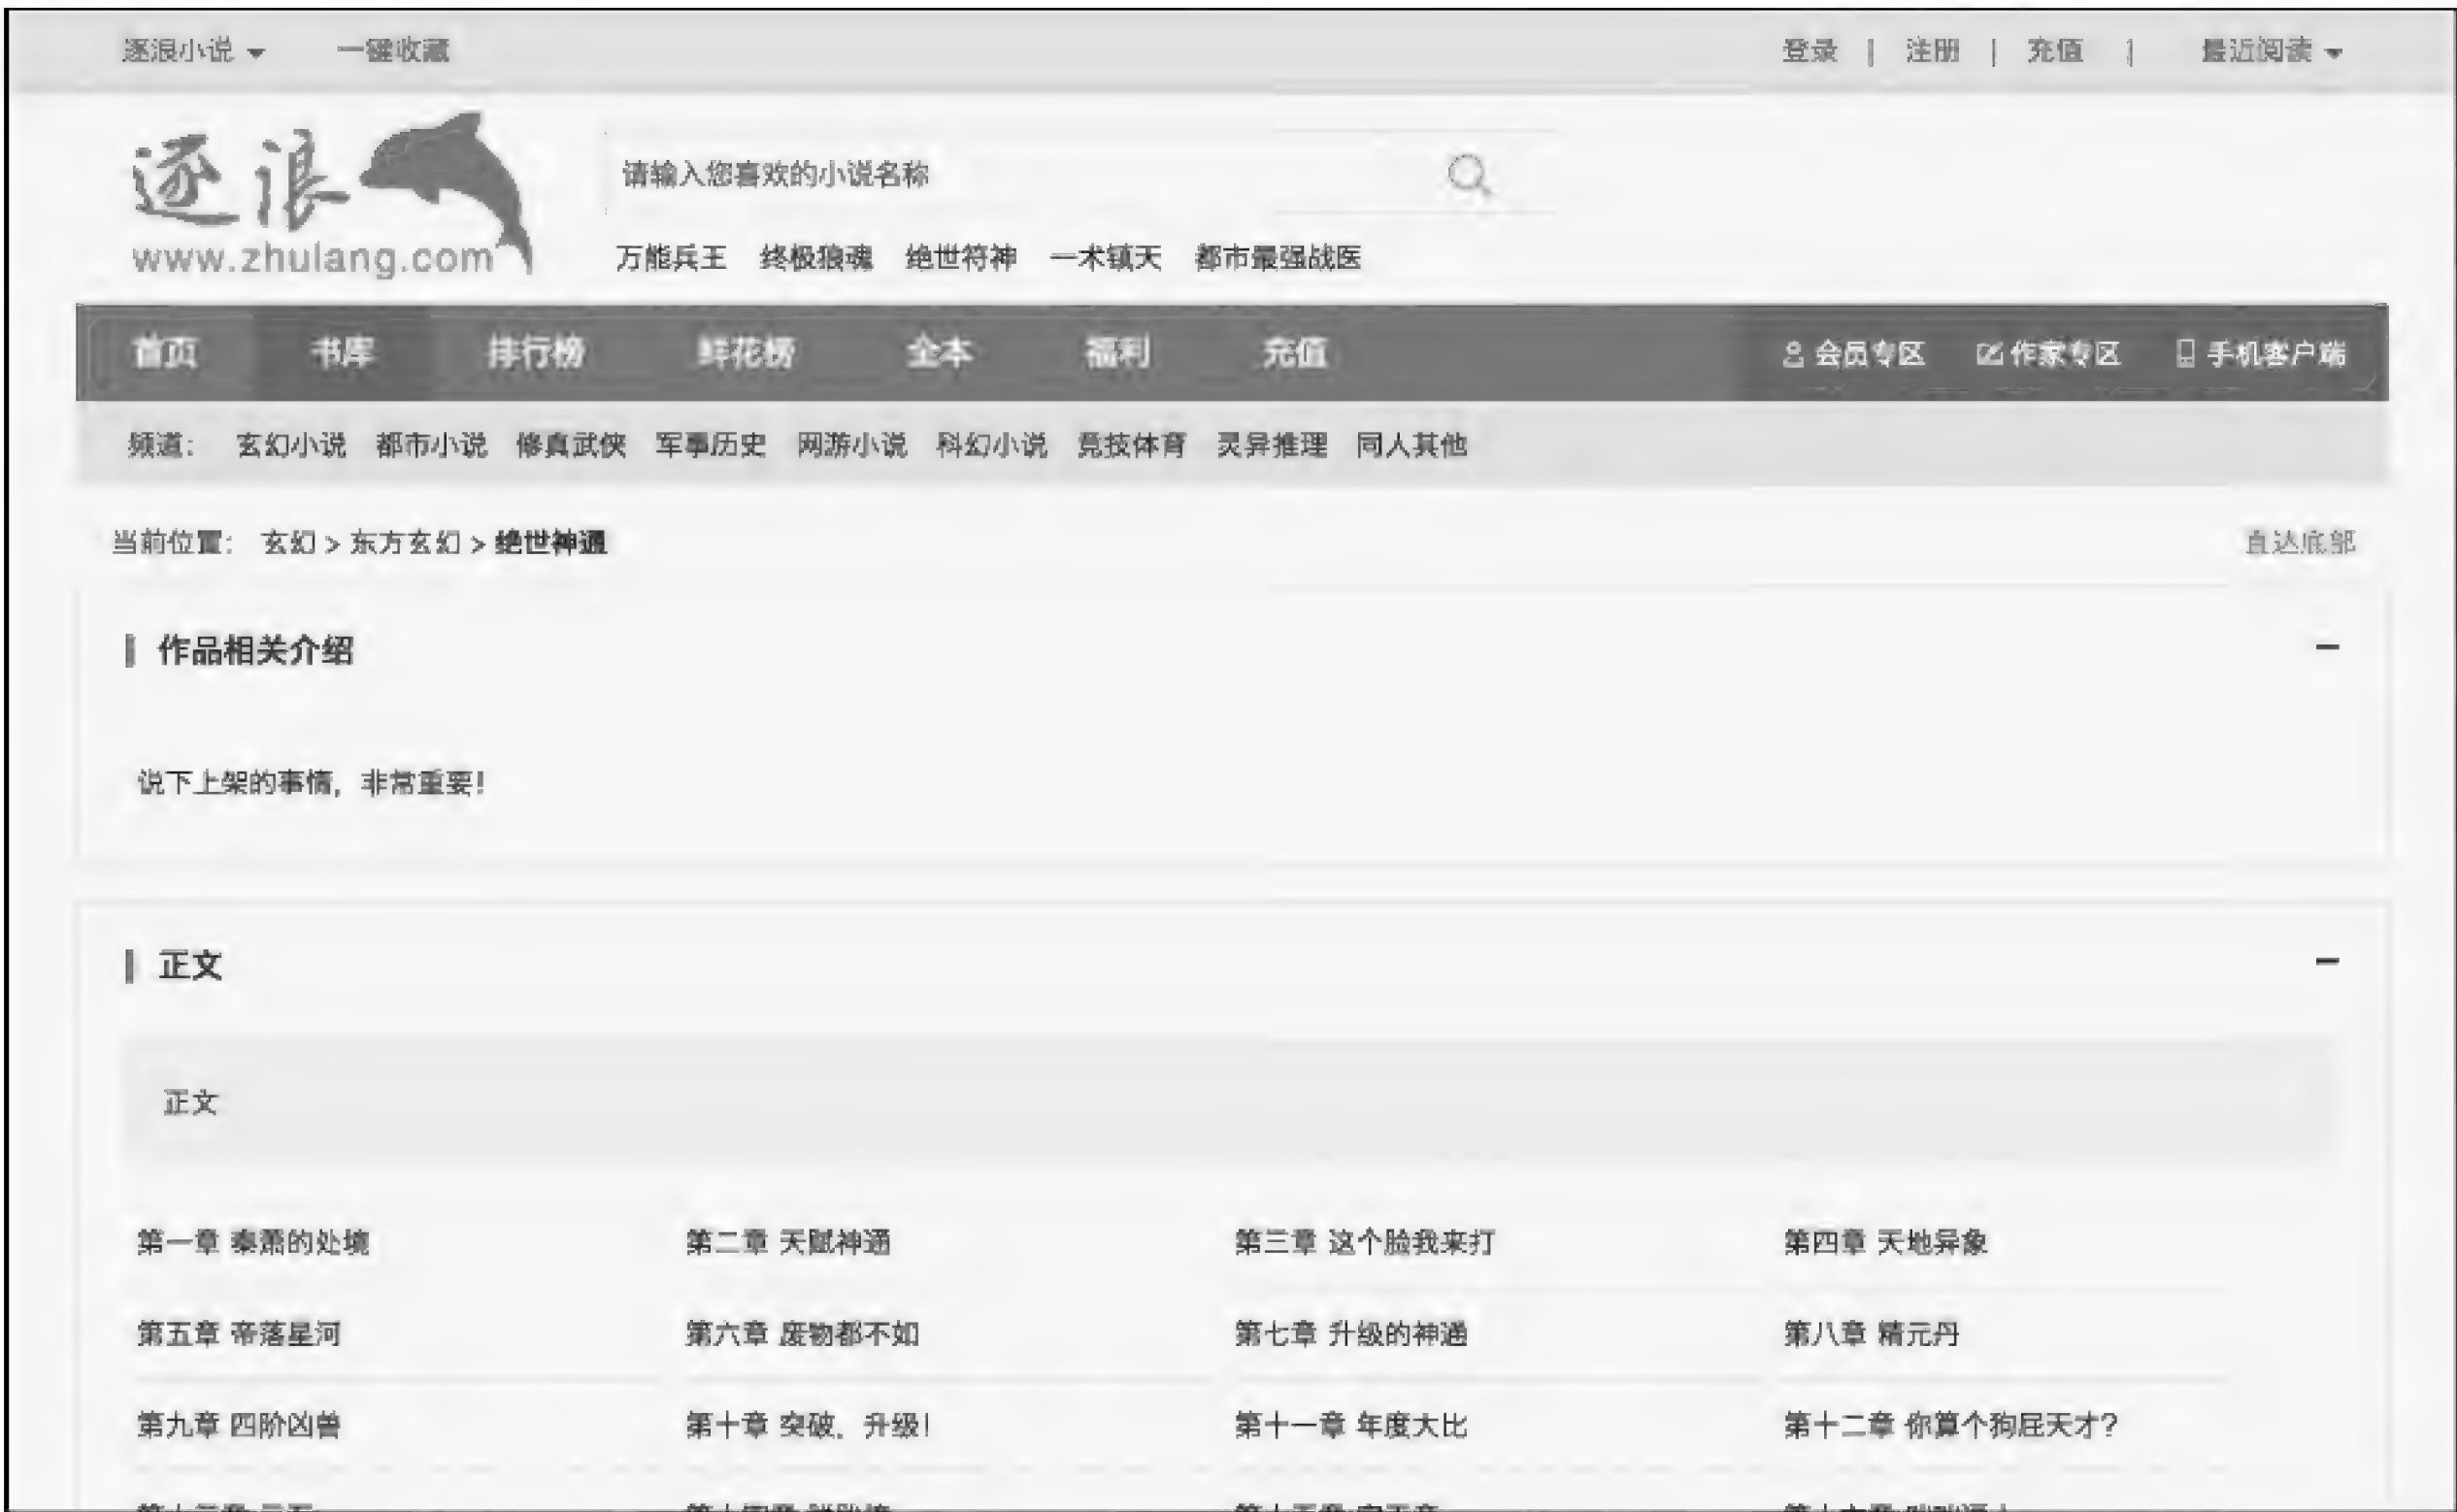 逐浪小说 一键收藏 登录 | 注册 | 充值 | 最近阅读
逐浪
www.zhulang.com
请输入您喜欢的小说名称
万能兵王 终极狼魂 绝世符神 一术镇天 都市最强战医
首页 书库 排行榜 鲜花榜 全本 福利 充值 会员专区 作家专区 手机客户端
频道： 玄幻小说 都市小说 修真武侠 军事历史 网游小说 科幻小说 竞技体育 灵异推理 同人其他
当前位置： 玄幻 > 东方玄幻 > 绝世神通 直达底部
作品相关介绍
说下上架的事情，非常重要！
正文
正文
第一章 秦萧的处境 第二章 天赋神通 第三章 这个脸我来打 第四章 天地异象
第五章 帝落星河 第六章 废物都不如 第七章 升级的神通 第八章 精元丹
第九章 四阶凶兽 第十章 突破，升级！ 第十一章 年度大比 第十二章 你算个狗屁天才？